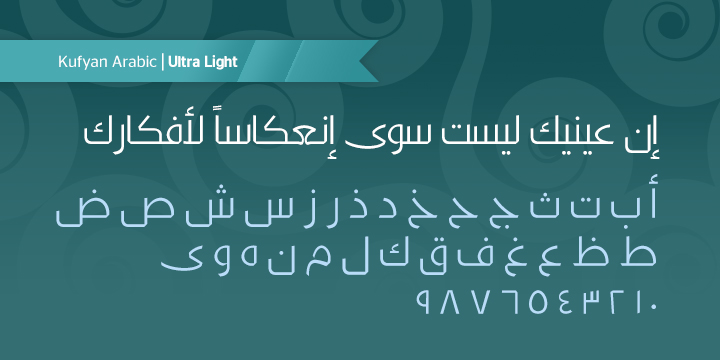 Kufyan Arabic | Ultra Light
إن عينيك ليست سوى إنعكاساً لأفكارك
أ ب ت ث ج ح خ د ذ ر ز س ش ص ض
ط ظ ع غ ف ق ك ل م ن ه و ى
٠١٢٣٤٥٦٧٨٩